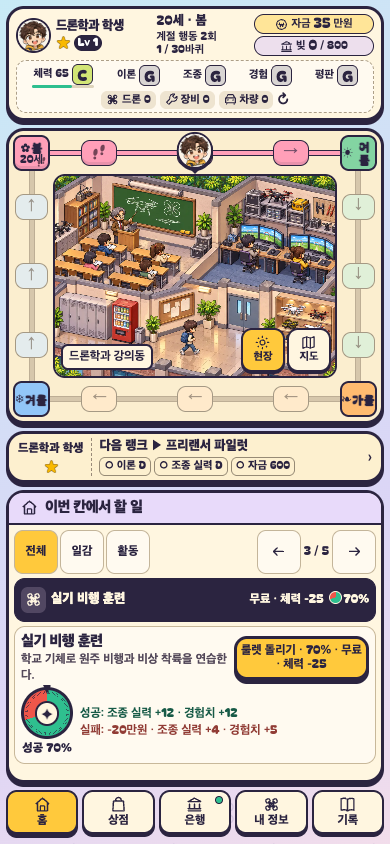 드론학과 학생
Lv 1
20세 · 봄
계절 행동 2회
1 / 30바퀴
자금 35 만원
빚 0 / 800
체력 65 C
이론 G
조종 G
경험 G
평판 G
드론 0
장비 0
차량 0
봄
20세
여름
드론학과 강의동
현장
지도
겨울
가을
드론학과 학생
다음 랭크 ▶ 프리랜서 파일럿
이론 D
조종 실력 D
자금 600
이번 칸에서 할 일
전체
일감
활동
3 / 5
실기 비행 훈련
무료 · 체력 -25
70%
실기 비행 훈련
학교 기체로 원주 비행과 비상 착륙을 연습한
다.
룰렛 돌리기 · 70% · 무료
· 체력 -25
성공: 조종 실력 +12 · 경험치 +12
실패: -20만원 · 조종 실력 +4 · 경험치 +5
성공 70%
홈
상점
은행
내 정보
기록